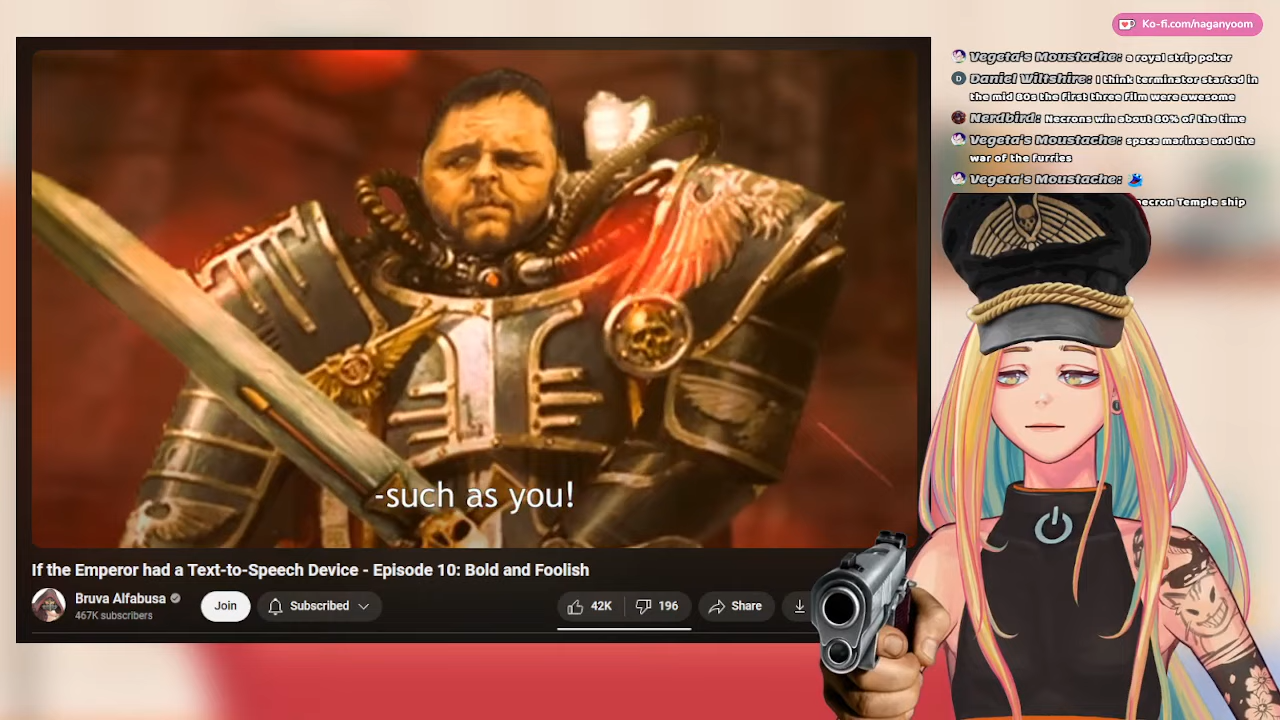 Ko-fi.com/naganyoom
Vegeta's Moustache: a royal strip poker
Daniel Wiltshire: I think terminator started in
the mid 80s the first three film were awesome
Nerdbird: Necrons win about 80% of the time
Vegeta's Moustache: space marines and the
war of the furries
Vegeta's Moustache:
necron Temple ship
-such as you!
If the Emperor had a Text-to-Speech Device - Episode 10: Bold and Foolish
Bruva Alfabusa
467K subscribers
Join
Subscribed
42K
196
Share
D